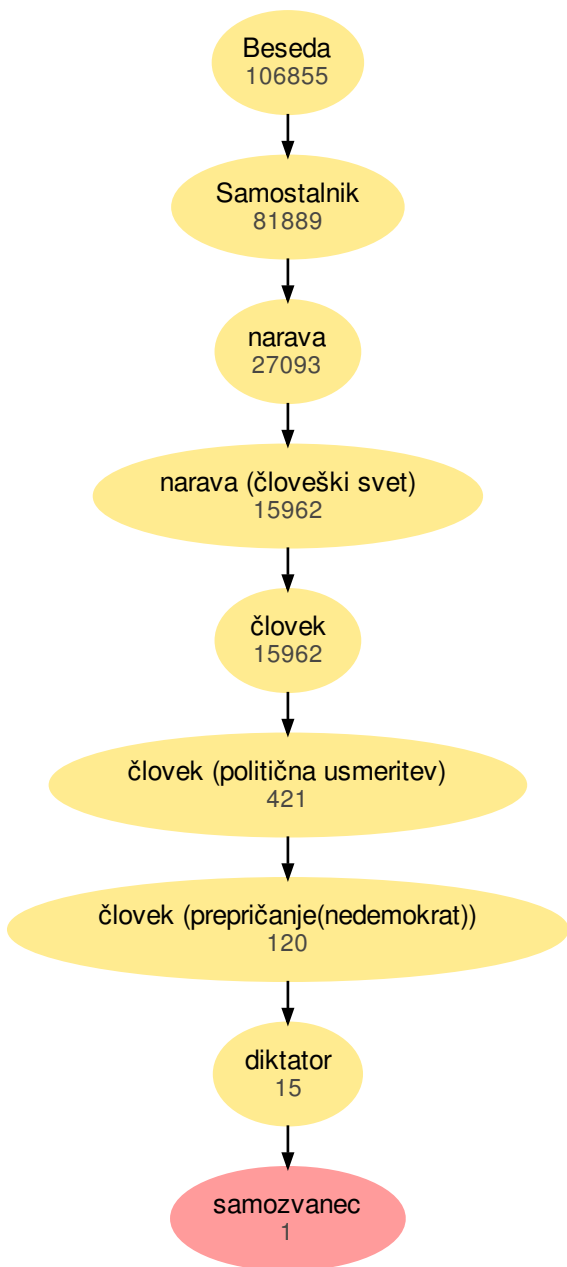 Beseda
106855
Samostalnik
81889
narava
27093
narava (človeški svet)
15962
človek
15962
človek (politična usmeritev)
421
človek (prepričanje(nedemokrat))
120
diktator
15
samozvanec
1